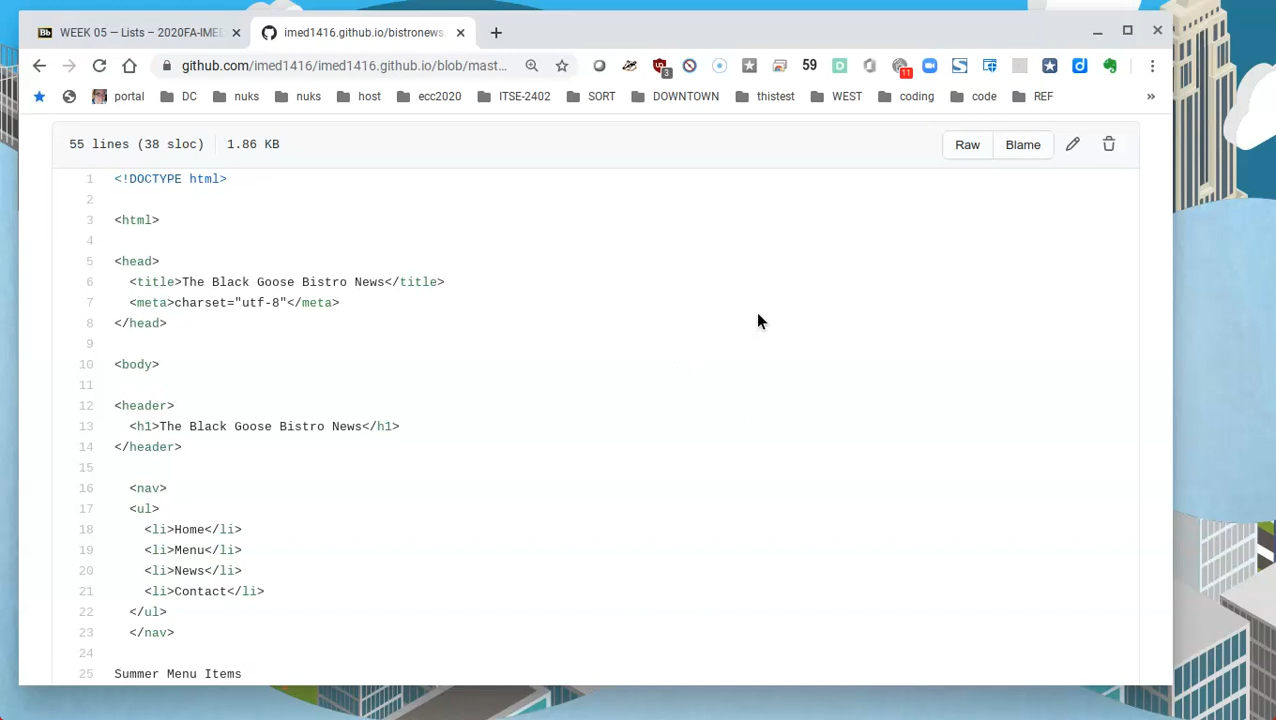 WEEK 05 — Lists – 2020FA-IMED
imed1416.github.io/bistronews.
github.com/imed1416/imed1416.github.io/blob/mast...
3
59
11
portal DC nuks nuks host ecc2020 ITSE-2402 SORT DOWNTOWN thistest WEST coding code REF »
55 lines (38 sloc) 1.86 KB
Raw Blame
1 <!DOCTYPE html>
2
3 <html>
4
5 <head>
6 <title>The Black Goose Bistro News</title>
7 <meta>charset="utf-8"</meta>
8 </head>
9
10 <body>
11
12 <header>
13 <h1>The Black Goose Bistro News</h1>
14 </header>
15
16 <nav>
17 <ul>
18 <li>Home</li>
19 <li>Menu</li>
20 <li>News</li>
21 <li>Contact</li>
22 </ul>
23 </nav>
24
25 Summer Menu Items